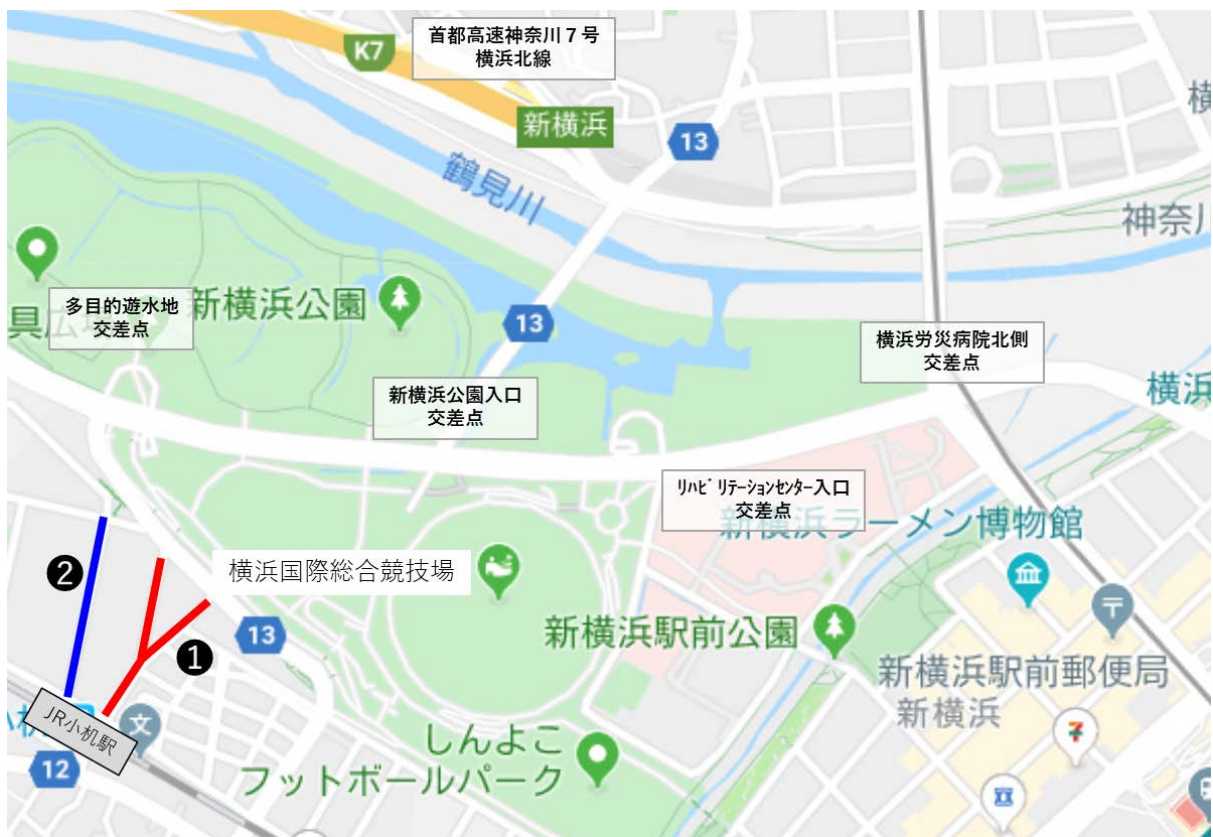 首都高速神奈川7号
横浜北線
K7
新横浜
13
横
鶴見川
神奈川
多目的遊水地
交差点
新横浜公園
具広
13
横浜労災病院北側
交差点
新横浜公園入口
交差点
横浜
リハビリテーションセンター入口
交差点
新横浜ラーメン博物館
❷
横浜国際総合競技場
13
❶
新横浜駅前公園
〒
新横浜駅前郵便局
新横浜
JR小机駅
文
しんよこ
フットボールパーク
12
7